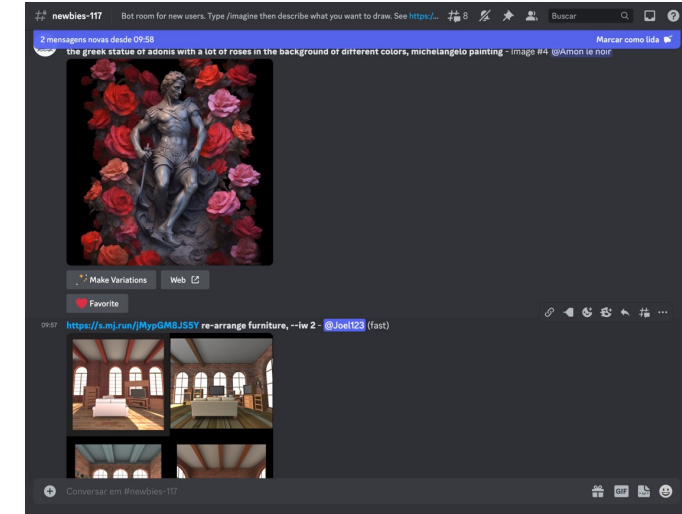 newbies-117 Bot room for new users. Type /imagine then describe what you want to draw. See https:/... 8 Buscar
2 mensagens novas desde 09:58 Marcar como lida
the greek statue of adonis with a lot of roses in the background of different colors, michelangelo painting - Image #4 @Amon le noir
Make Variations Web
Favorite
09:57 https://s.mj.run/jMypGM8JS5Y re-arrange furniture, --iw 2 - @Joel123 (fast)
Conversar em #newbies-117 GIF